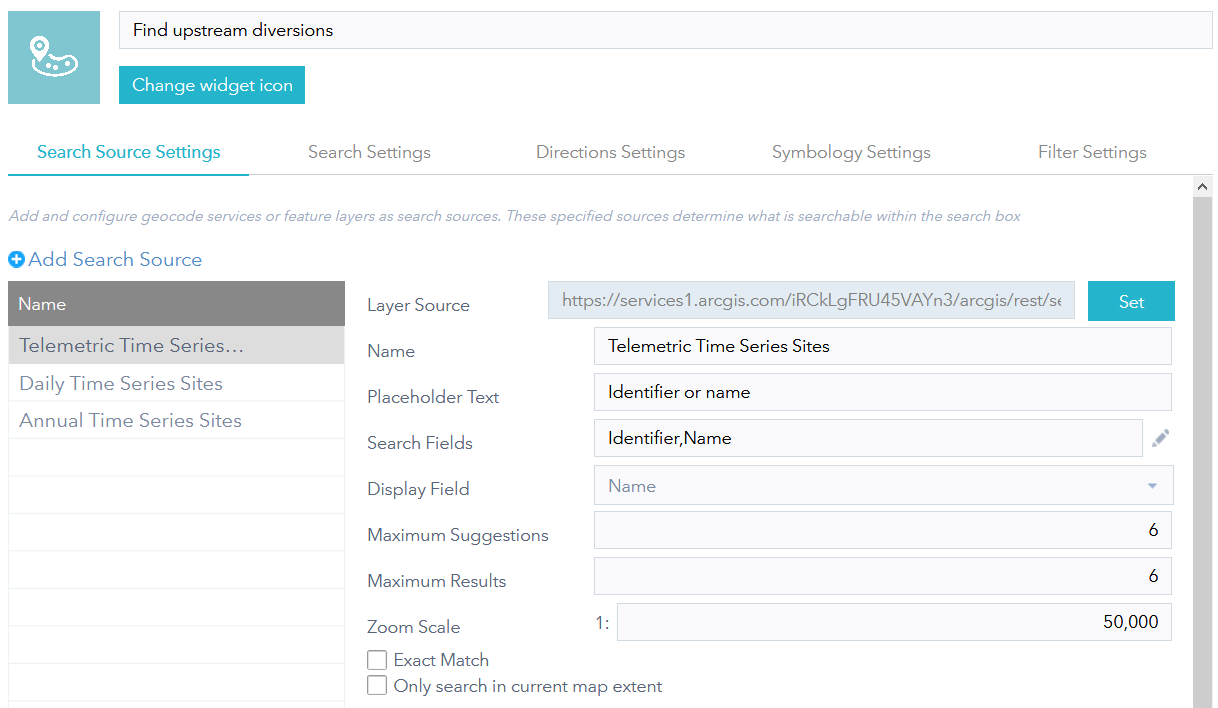 Find upstream diversions
Change widget icon
Search Source Settings Search Settings Directions Settings Symbology Settings Filter Settings
Add and configure geocode services or feature layers as search sources. These specified sources determine what is searchable within the search box
Add Search Source
Name
Telemetric Time Series...
Daily Time Series Sites
Annual Time Series Sites
Layer Source https://services1.arcgis.com/iRCkLgFRU45VAYn3/arcgis/rest/se Set
Name Telemetric Time Series Sites
Placeholder Text Identifier or name
Search Fields Identifier,Name
Display Field Name
Maximum Suggestions 6
Maximum Results 6
Zoom Scale 1: 50,000
Exact Match
Only search in current map extent